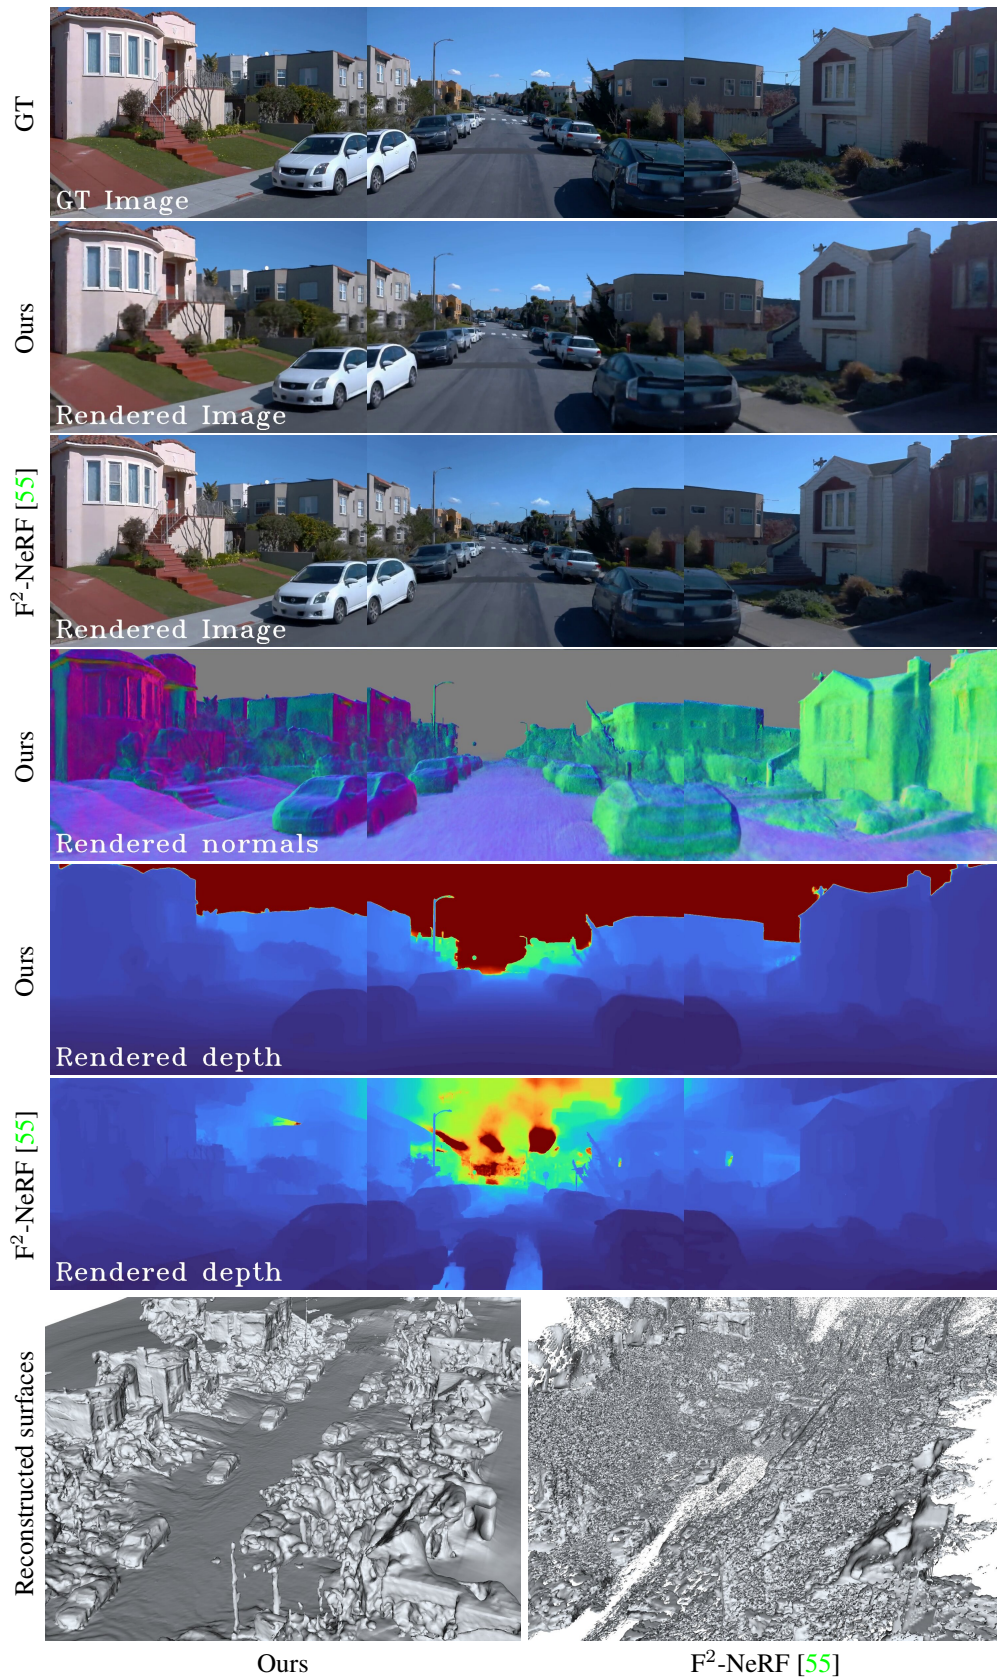 GT
GT Image
Ours
Rendered Image
F²-NeRF [55]
Rendered Image
Ours
Rendered normals
Ours
Rendered depth
F²-NeRF [55]
Rendered depth
Reconstructed surfaces
Ours
F²-NeRF [55]